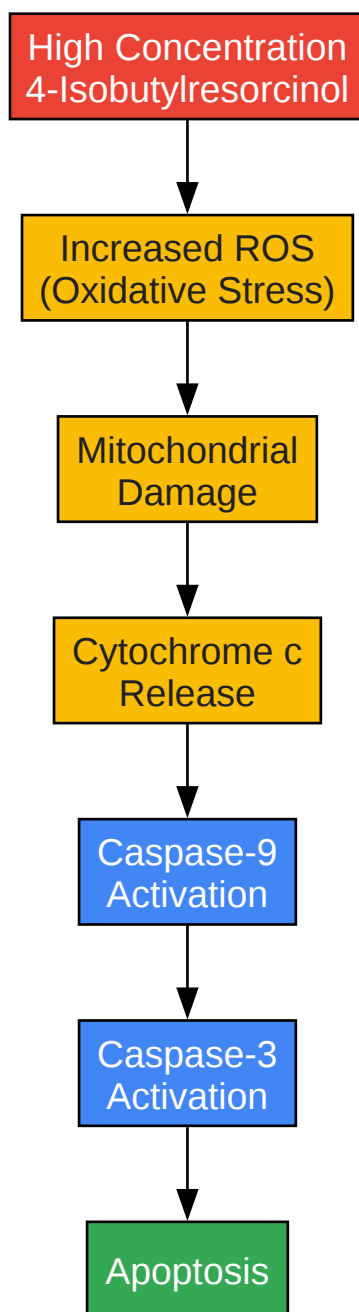 High Concentration
4-Isobutylresorcinol
Increased ROS
(Oxidative Stress)
Mitochondrial
Damage
Cytochrome c
Release
Caspase-9
Activation
Caspase-3
Activation
Apoptosis